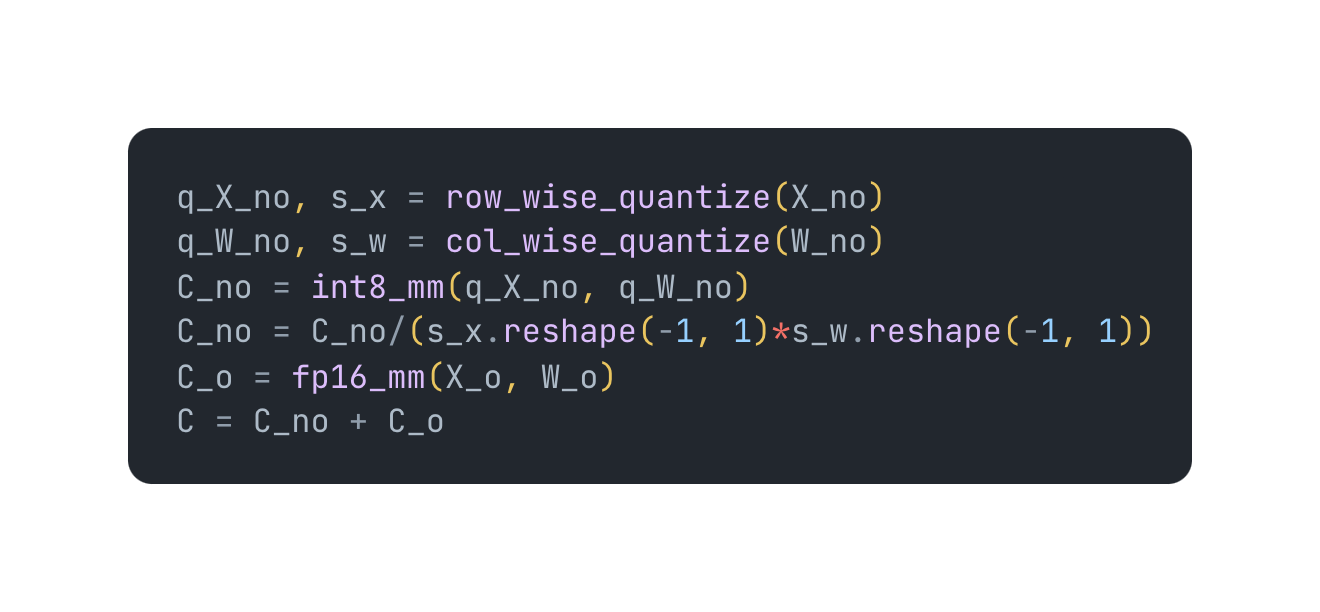 q_X_no, s_x = row_wise_quantize(X_no)
q_W_no, s_w = col_wise_quantize(W_no)
C_no = int8_mm(q_X_no, q_W_no)
C_no = C_no/(s_x.reshape(-1, 1)*s_w.reshape(-1, 1))
C_o = fp16_mm(X_o, W_o)
C = C_no + C_o